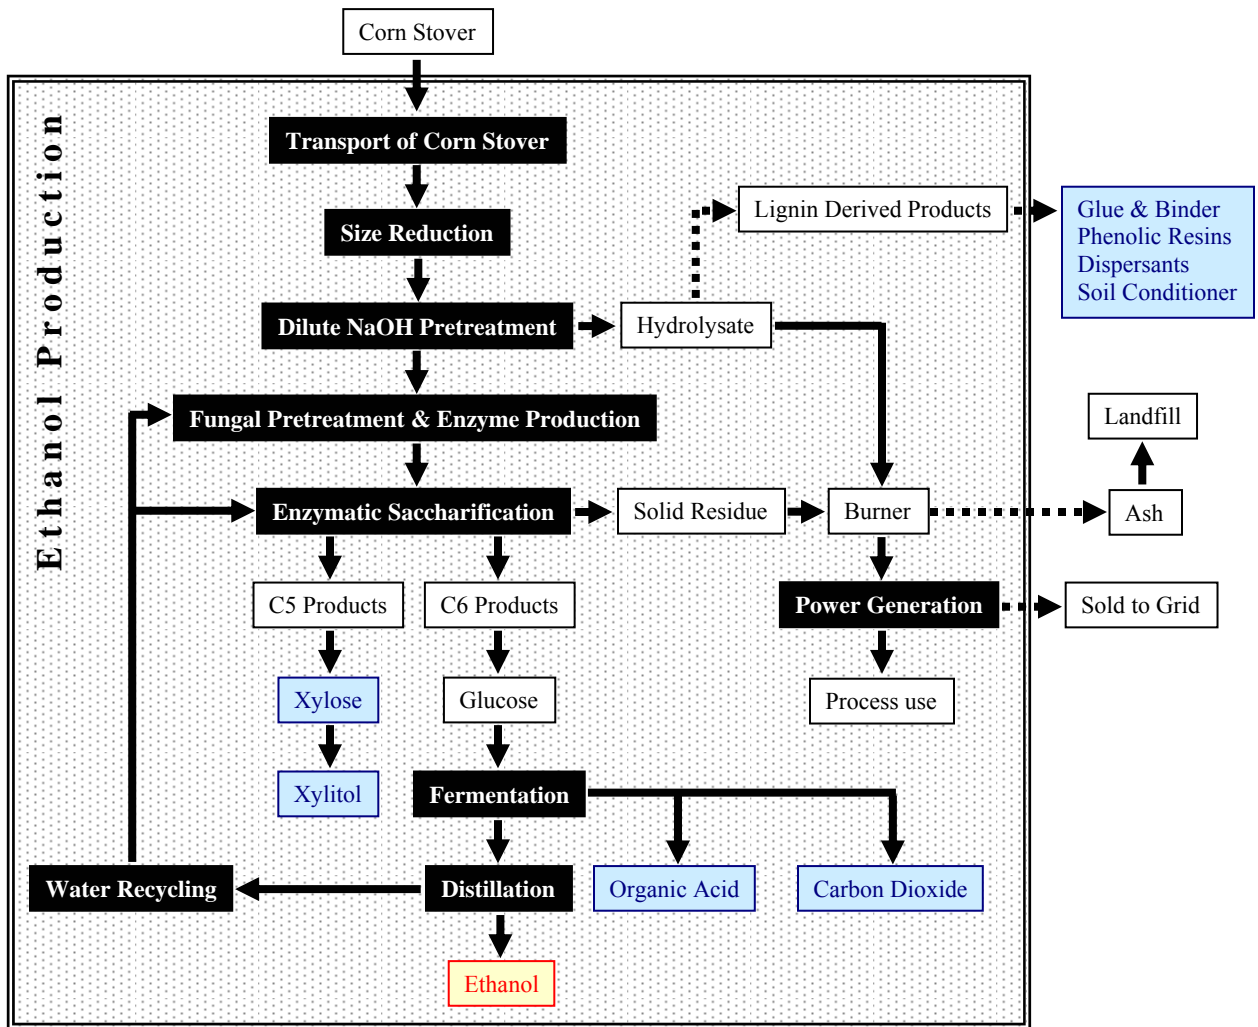 Corn Stover
Ethanol Production
Transport of Corn Stover
Size Reduction
Lignin Derived Products
Glue & Binder
Phenolic Resins
Dispersants
Soil Conditioner
Dilute NaOH Pretreatment
Hydrolysate
Fungal Pretreatment & Enzyme Production
Landfill
Enzymatic Saccharification
Solid Residue
Burner
Ash
C5 Products
C6 Products
Power Generation
Sold to Grid
Xylose
Glucose
Process use
Xylitol
Fermentation
Water Recycling
Distillation
Organic Acid
Carbon Dioxide
Ethanol